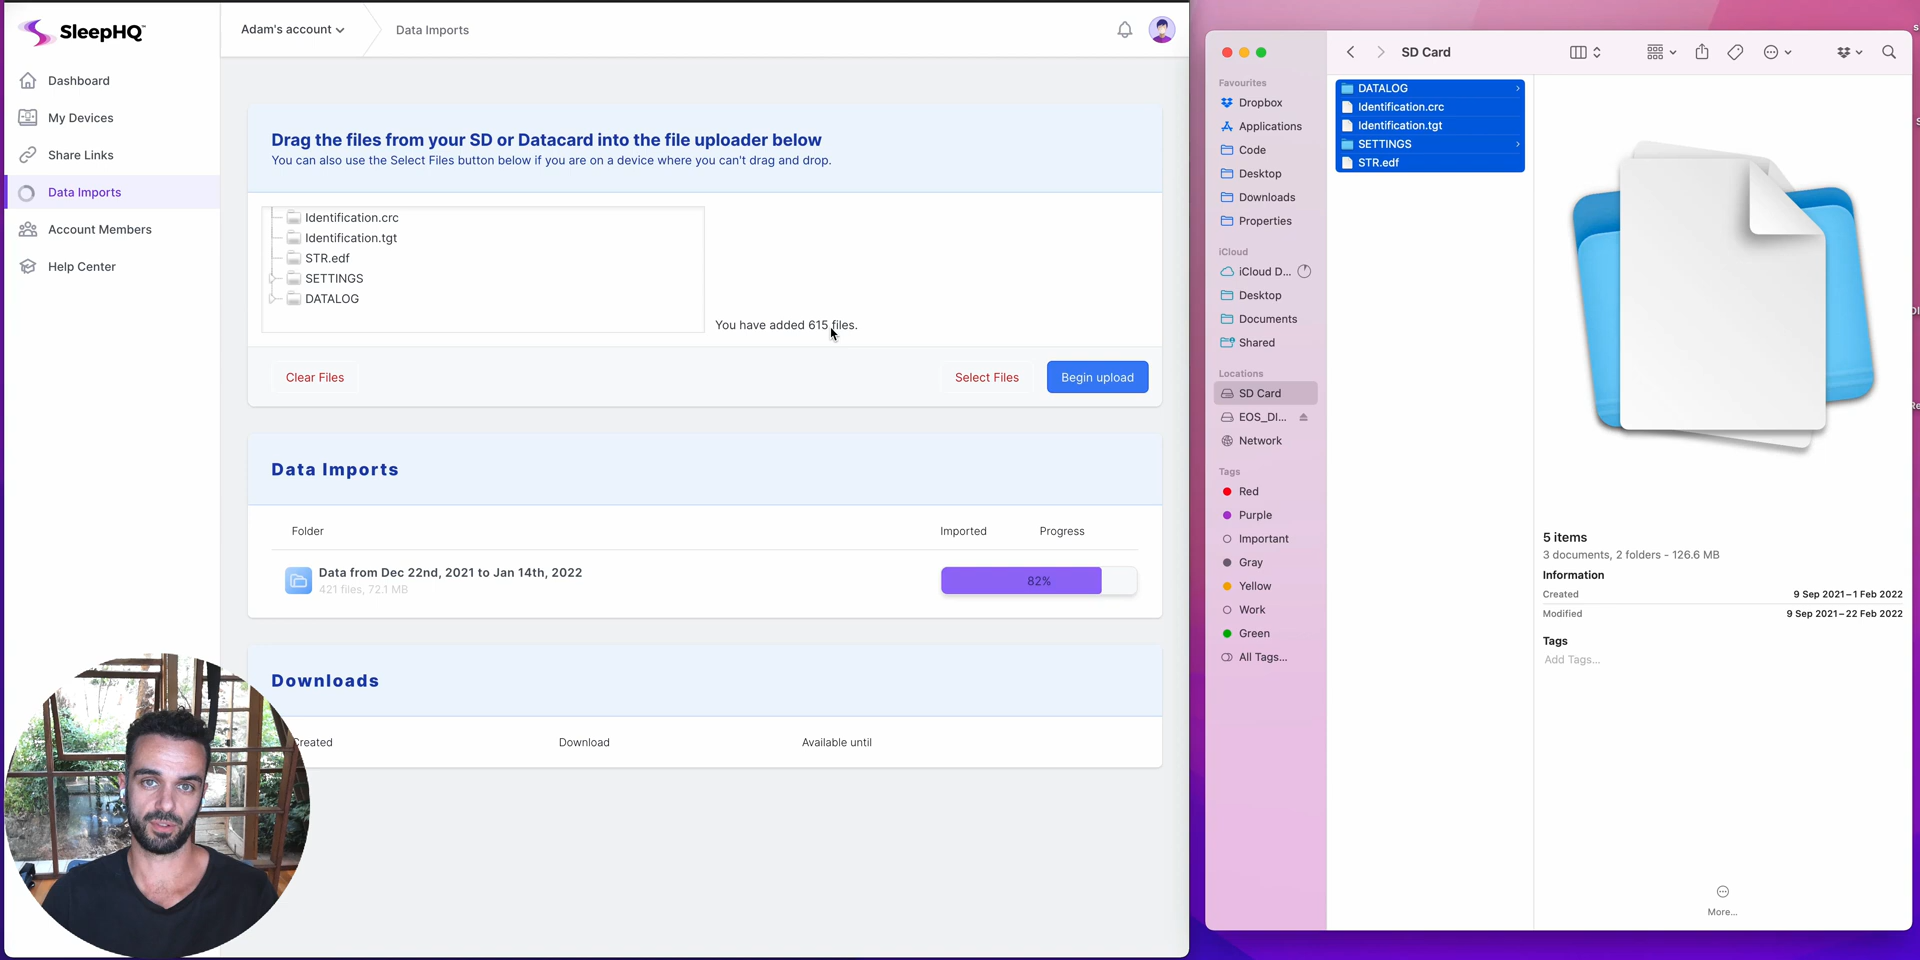 SleepHQ™
Adam's account
Data Imports
Dashboard
My Devices
Share Links
Data Imports
Account Members
Help Center
Drag the files from your SD or Datacard into the file uploader below
You can also use the Select Files button below if you are on a device where you can't drag and drop.
Identification.crc
Identification.tgt
STR.edf
SETTINGS
DATALOG
You have added 615 files.
Clear Files
Select Files
Begin upload
Data Imports
Folder
Imported
Progress
Data from Dec 22nd, 2021 to Jan 14th, 2022
421 files, 72.1 MB
82%
Downloads
Created
Download
Available until
SD Card
Favourites
Dropbox
Applications
Code
Desktop
Downloads
Properties
iCloud
iCloud D...
Desktop
Documents
Shared
Locations
SD Card
EOS_DI...
Network
Tags
Red
Purple
Important
Gray
Yellow
Work
Green
All Tags...
DATALOG
Identification.crc
Identification.tgt
SETTINGS
STR.edf
5 items
3 documents, 2 folders - 126.6 MB
Information
Created
9 Sep 2021–1 Feb 2022
Modified
9 Sep 2021–22 Feb 2022
Tags
Add Tags...
More...